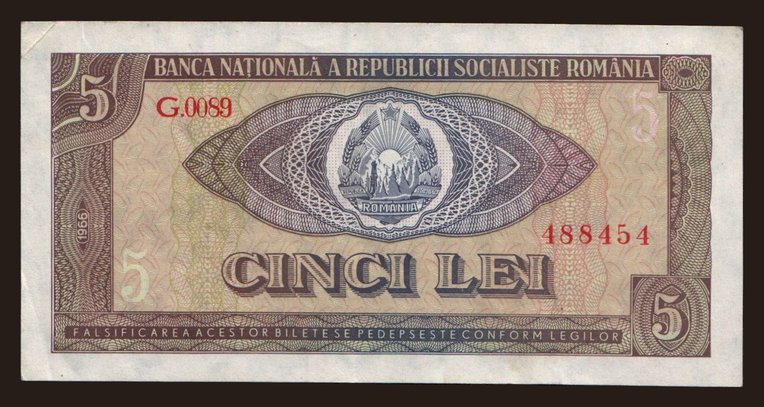 BANCA NAȚIONALĂ A REPUBLICII SOCIALISTE ROMÂNIA
5
G.0089
5
ROMÂNIA
1966
488454
5
CINCI LEI
5
FALSIFICAREA ACESTOR BILETE SE PEDEPSEȘTE CONFORM LEGILOR